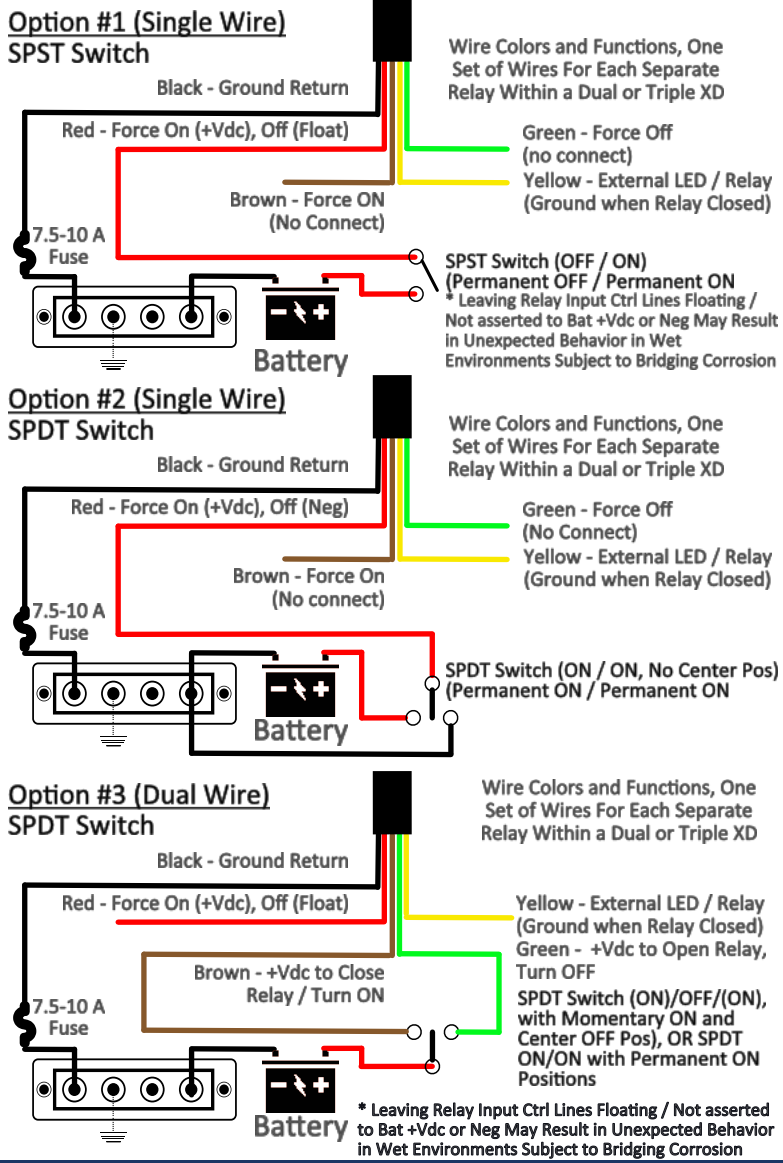 Option #1 (Single Wire)
SPST Switch
Wire Colors and Functions, One
Set of Wires For Each Separate
Relay Within a Dual or Triple XD
Black - Ground Return
Red - Force On (+Vdc), Off (Float)
Green - Force Off
(no connect)
Brown - Force ON
(No Connect)
Yellow - External LED / Relay
(Ground when Relay Closed)
7.5-10 A
Fuse
SPST Switch (OFF / ON)
(Permanent OFF / Permanent ON
* Leaving Relay Input Ctrl Lines Floating /
Not asserted to Bat +Vdc or Neg May Result
in Unexpected Behavior in Wet
Environments Subject to Bridging Corrosion
Battery
Option #2 (Single Wire)
SPDT Switch
Wire Colors and Functions, One
Set of Wires For Each Separate
Relay Within a Dual or Triple XD
Black - Ground Return
Red - Force On (+Vdc), Off (Neg)
Green - Force Off
(No Connect)
Brown - Force On
(No connect)
Yellow - External LED / Relay
(Ground when Relay Closed)
7.5-10 A
Fuse
SPDT Switch (ON / ON, No Center Pos)
(Permanent ON / Permanent ON
Battery
Option #3 (Dual Wire)
SPDT Switch
Wire Colors and Functions, One
Set of Wires For Each Separate
Relay Within a Dual or Triple XD
Black - Ground Return
Red - Force On (+Vdc), Off (Float)
Yellow - External LED / Relay
(Ground when Relay Closed)
Green - +Vdc to Open Relay,
Turn OFF
Brown - +Vdc to Close
Relay / Turn ON
7.5-10 A
Fuse
SPDT Switch (ON)/OFF/(ON),
with Momentary ON and
Center OFF Pos), OR SPDT
ON/ON with Permanent ON
Positions
Battery
* Leaving Relay Input Ctrl Lines Floating / Not asserted
to Bat +Vdc or Neg May Result in Unexpected Behavior
in Wet Environments Subject to Bridging Corrosion